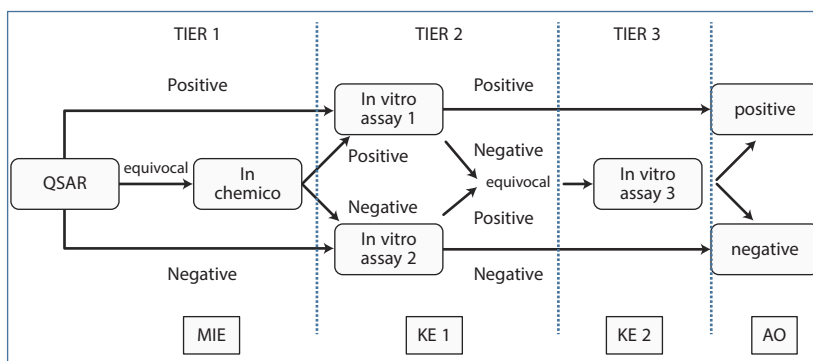 TIER 1
TIER 2
TIER 3
Positive
In vitro
assay 1
Positive
positive
QSAR
equivocal
In
chemico
Positive
Negative
equivocal
In vitro
assay 3
Negative
Positive
In vitro
assay 2
negative
Negative
Negative
MIE
KE 1
KE 2
AO